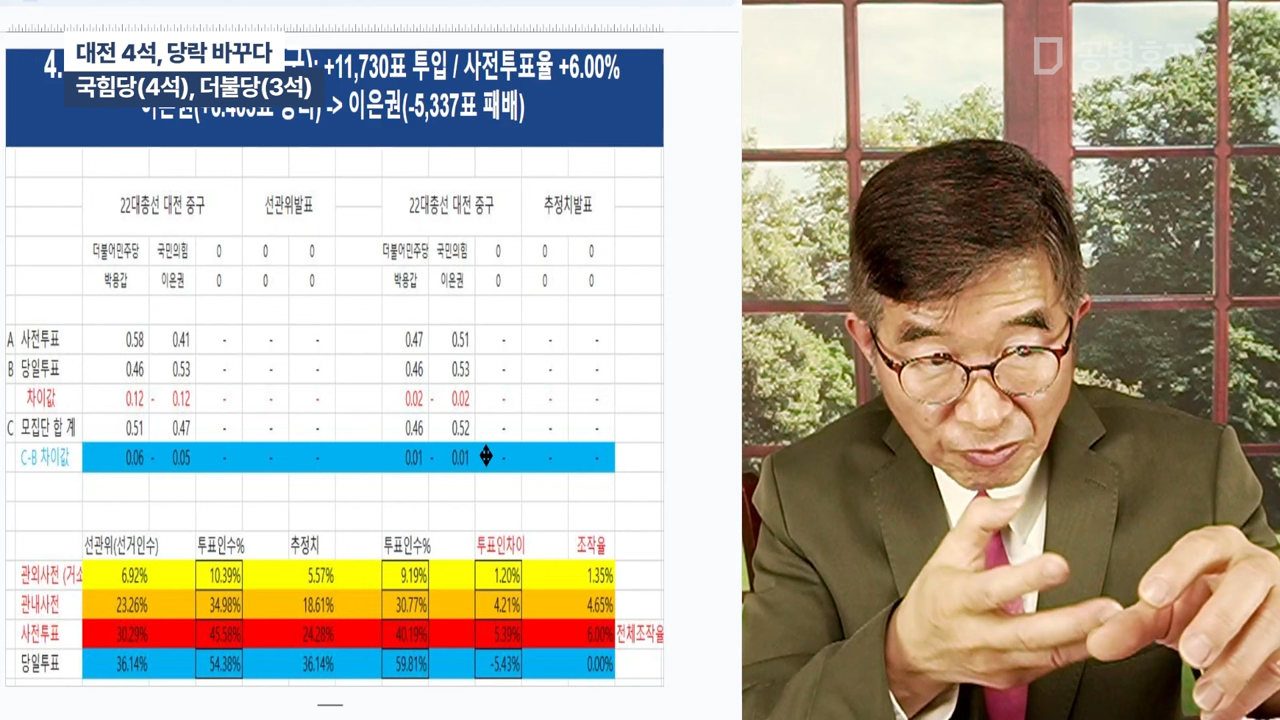 대전 4석, 당락 바꾸다
국힘당(4석), 더불당(3석)
4. +11,730표 투입 / 사전투표율 +6.00%
-> 이은권(-5,337표 패배)
공병호
22대총선 대전 중구 선관위발표 22대총선 대전 중구 추정치발표
더불어민주당 국민의힘 0 0 0 더불어민주당 국민의힘 0 0 0
박용갑 이은권 0 0 0 박용갑 이은권 0 0 0
A 사전투표 0.58 0.41 - - - 0.47 0.51 - - -
B 당일투표 0.46 0.53 - - - 0.46 0.53 - - -
차이값 0.12 - 0.12 - - - 0.02 - 0.02 - - -
C 모집단 합 계 0.51 0.47 - - - 0.46 0.52 - - -
C-B 차이값 0.06 - 0.05 - - - 0.01 - 0.01 - - -
선관위(선거인수) 투표인수% 추정치 투표인수% 투표인차이 조작율
관외사전 (거소 6.92% 10.39% 5.57% 9.19% 1.20% 1.35%
관내사전 23.26% 34.98% 18.61% 30.77% 4.21% 4.65%
사전투표 30.29% 45.58% 24.28% 40.19% 5.39% 6.00% 전체조작율
당일투표 36.14% 54.38% 36.14% 59.81% -5.43% 0.00%